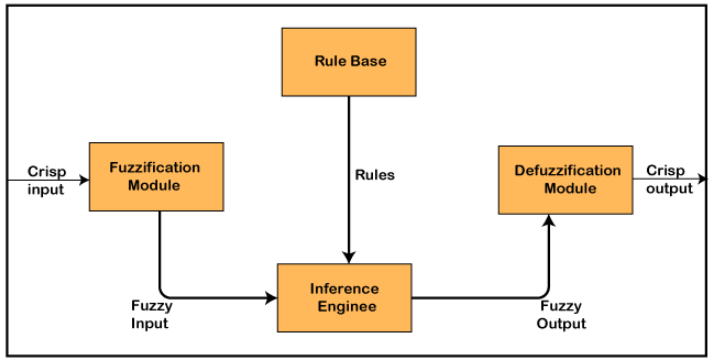 Rule Base
Crisp
input
Fuzzification
Module
Rules
Defuzzification
Module
Crisp
output
Inference
Enginee
Fuzzy
Input
Fuzzy
Output